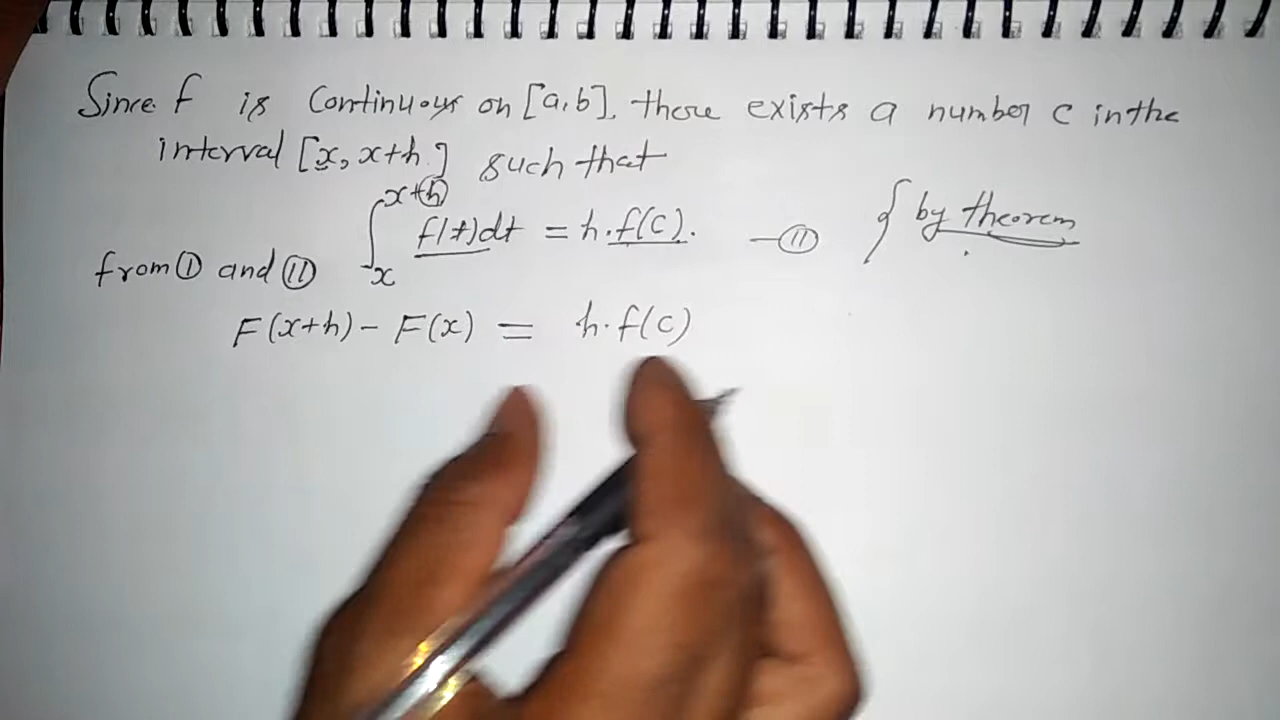 Since f is Continuous on [a,b], there exists a number c in the
interval [x, x+h] such that
∫ₓˣ⁺ʰ f(t)dt = h.f(c). —(II) { by theorem
from (I) and (II)
F(x+h) - F(x) = h.f(c)